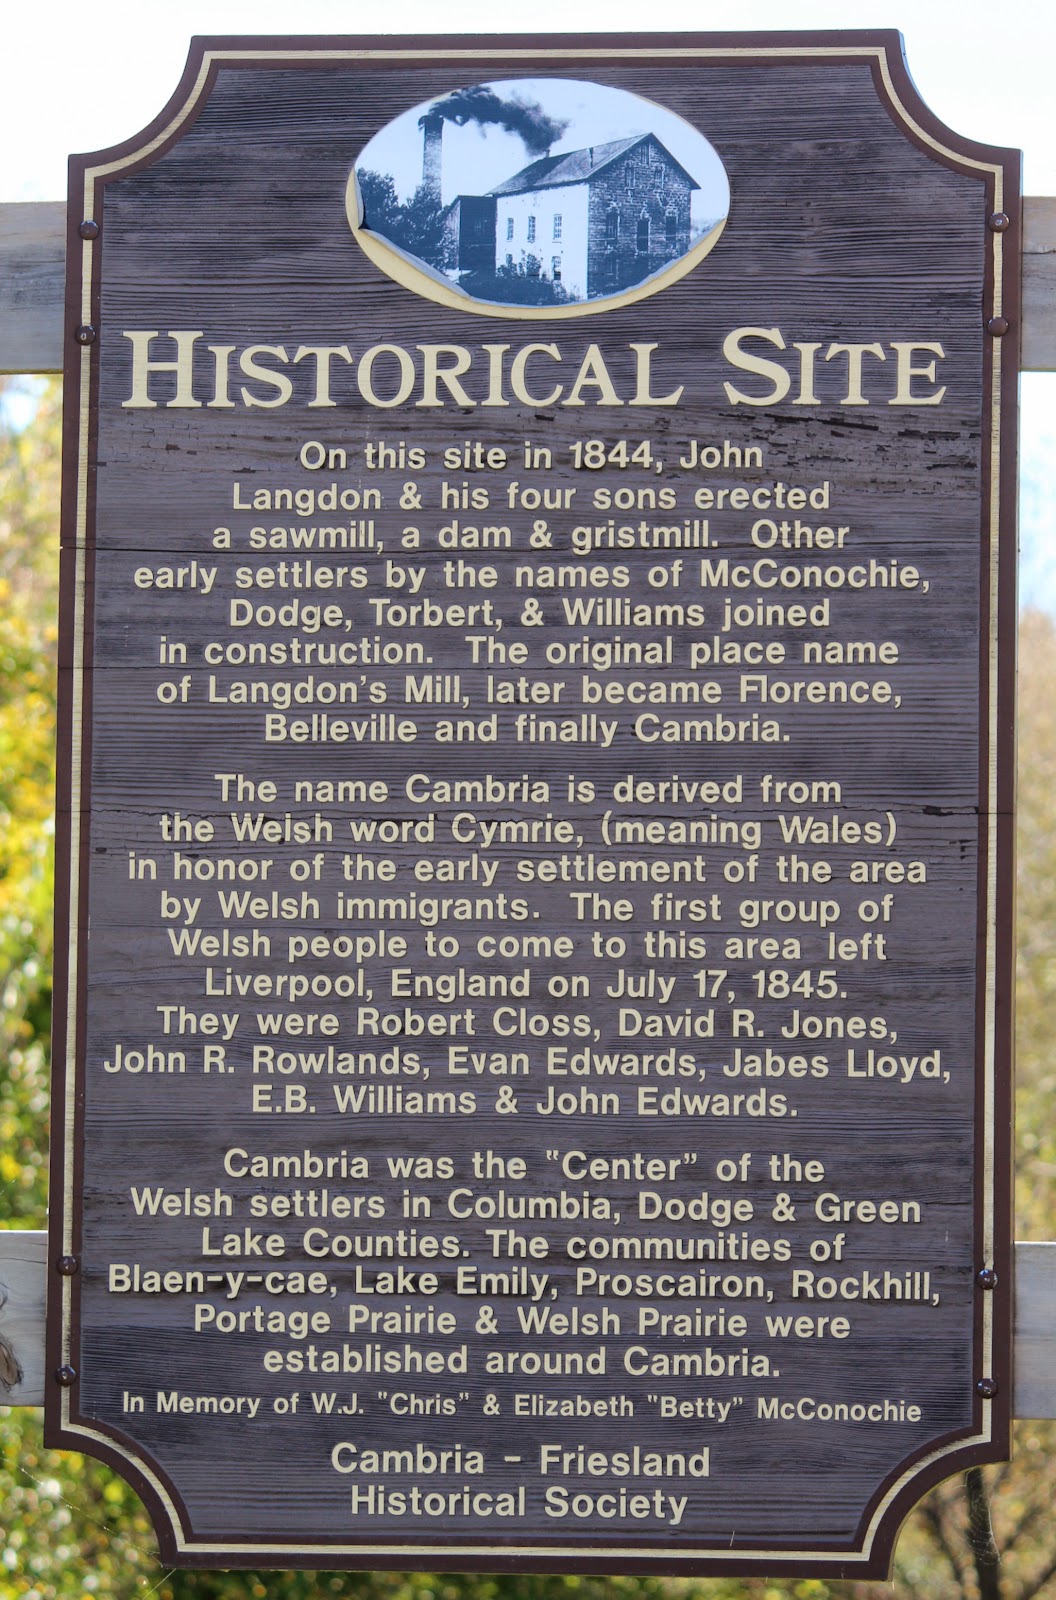 HISTORICAL SITE
On this site in 1844, John
Langdon & his four sons erected
a sawmill, a dam & gristmill. Other
early settlers by the names of McConochie,
Dodge, Torbert, & Williams joined
in construction. The original place name
of Langdon's Mill, later became Florence,
Belleville and finally Cambria.
The name Cambria is derived from
the Welsh word Cymrie, (meaning Wales)
in honor of the early settlement of the area
by Welsh immigrants. The first group of
Welsh people to come to this area left
Liverpool, England on July 17, 1845.
They were Robert Closs, David R. Jones,
John R. Rowlands, Evan Edwards, Jabes Lloyd,
E.B. Williams & John Edwards.
Cambria was the "Center" of the
Welsh settlers in Columbia, Dodge & Green
Lake Counties. The communities of
Blaen-y-cae, Lake Emily, Proscairon, Rockhill,
Portage Prairie & Welsh Prairie were
established around Cambria.
In Memory of W.J. "Chris" & Elizabeth "Betty" McConochie
Cambria - Friesland
Historical Society